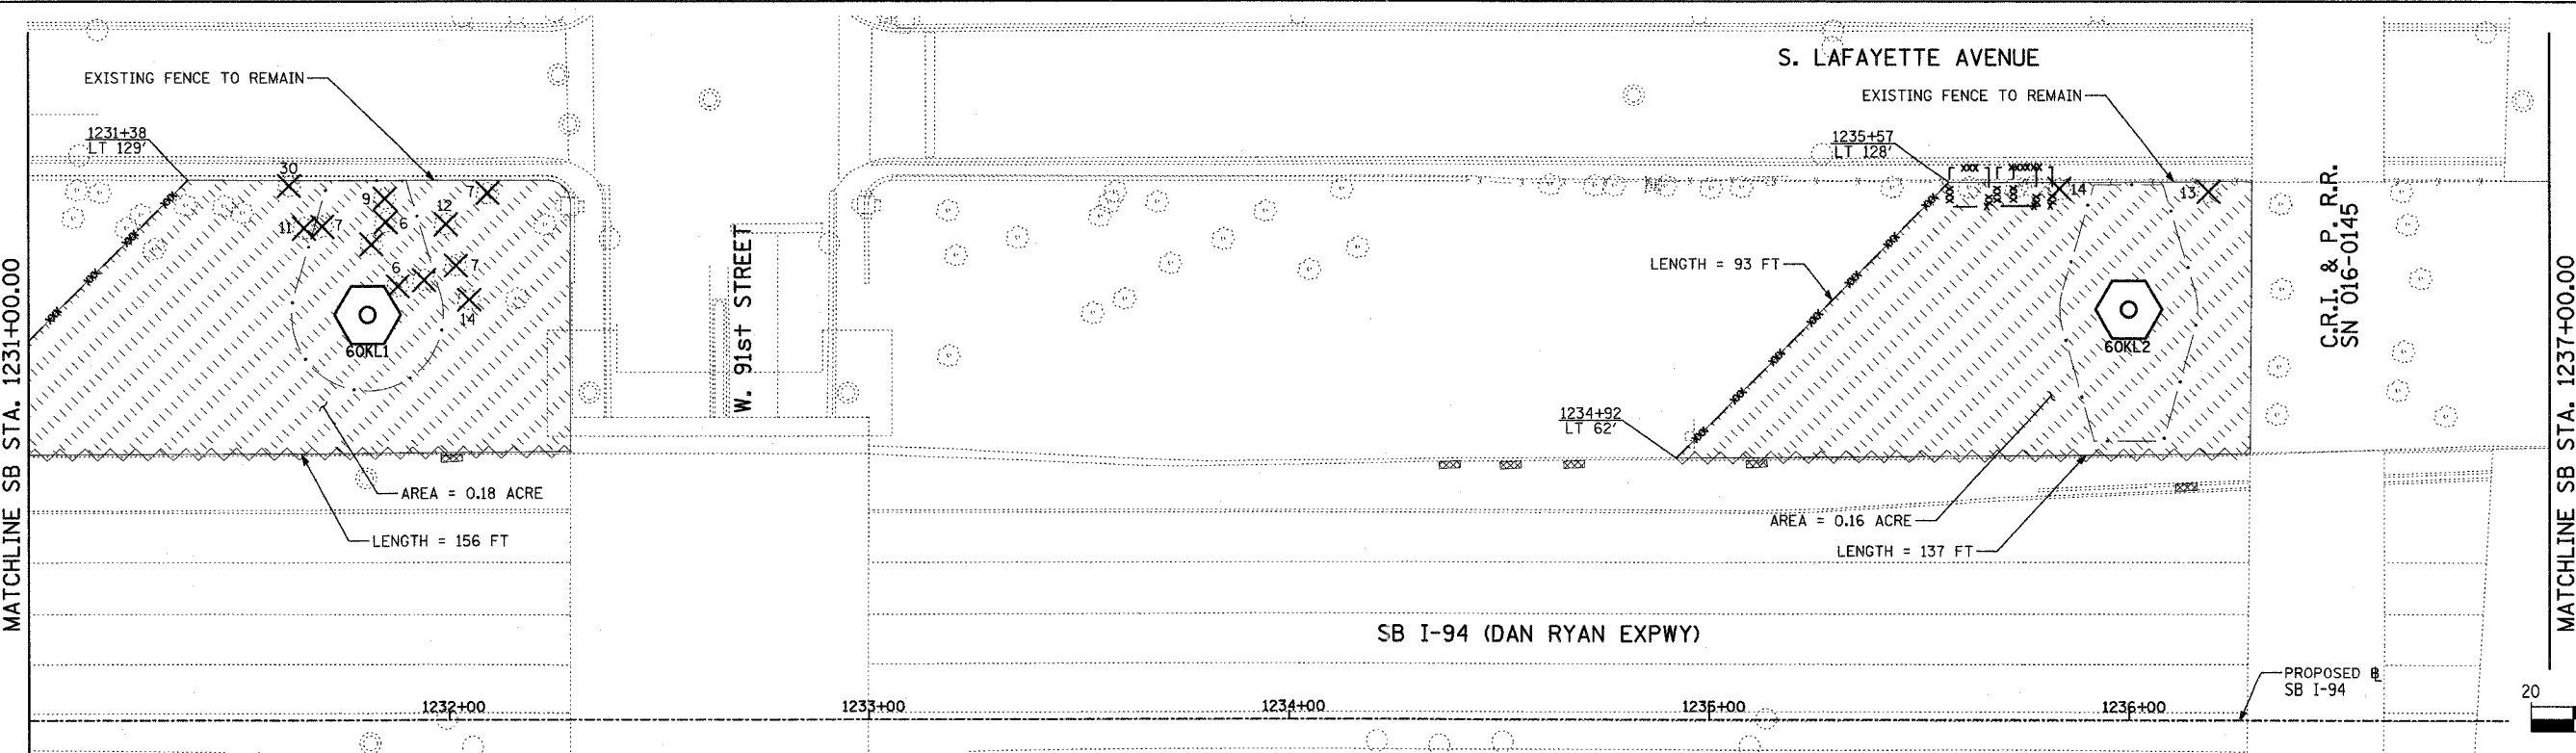 S. LAFAYETTE AVENUE
EXISTING FENCE TO REMAIN
EXISTING FENCE TO REMAIN
1231+38
LT 129'
1235+57
LT 128'
30
9
7
12
6
11
7
7
6
14
14
13
XXX
XXXXXX
60KL1
60KL2
LENGTH = 93 FT
1234+92
LT 62'
W. 91st STREET
C.R.I. & P. R.R.
SN 016-0145
MATCHLINE SB STA. 1231+00.00
MATCHLINE SB STA. 1237+00.00
AREA = 0.18 ACRE
LENGTH = 156 FT
AREA = 0.16 ACRE
LENGTH = 137 FT
SB I-94 (DAN RYAN EXPWY)
PROPOSED ℄
SB I-94
20
1232+00
1233+00
1234+00
1235+00
1236+00